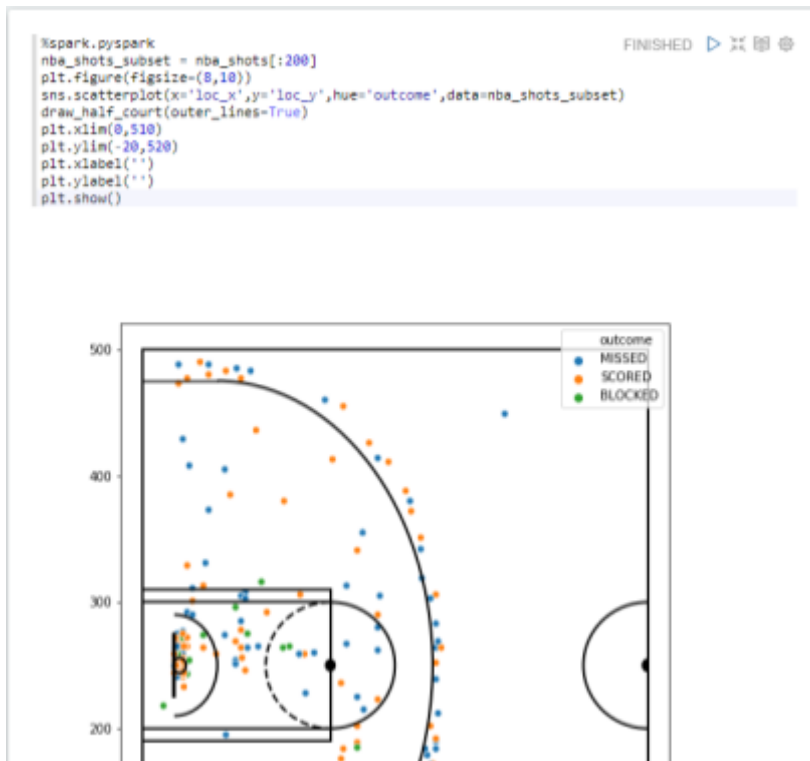 %spark.pyspark
FINISHED
nba_shots_subset = nba_shots[:200]
plt.figure(figsize=(8,10))
sns.scatterplot(x='loc_x',y='loc_y',hue='outcome',data=nba_shots_subset)
draw_half_court(outer_lines=True)
plt.xlim(0,510)
plt.ylim(-20,520)
plt.xlabel('')
plt.ylabel('')
plt.show()
outcome
500
MISSED
SCORED
BLOCKED
400
300
200